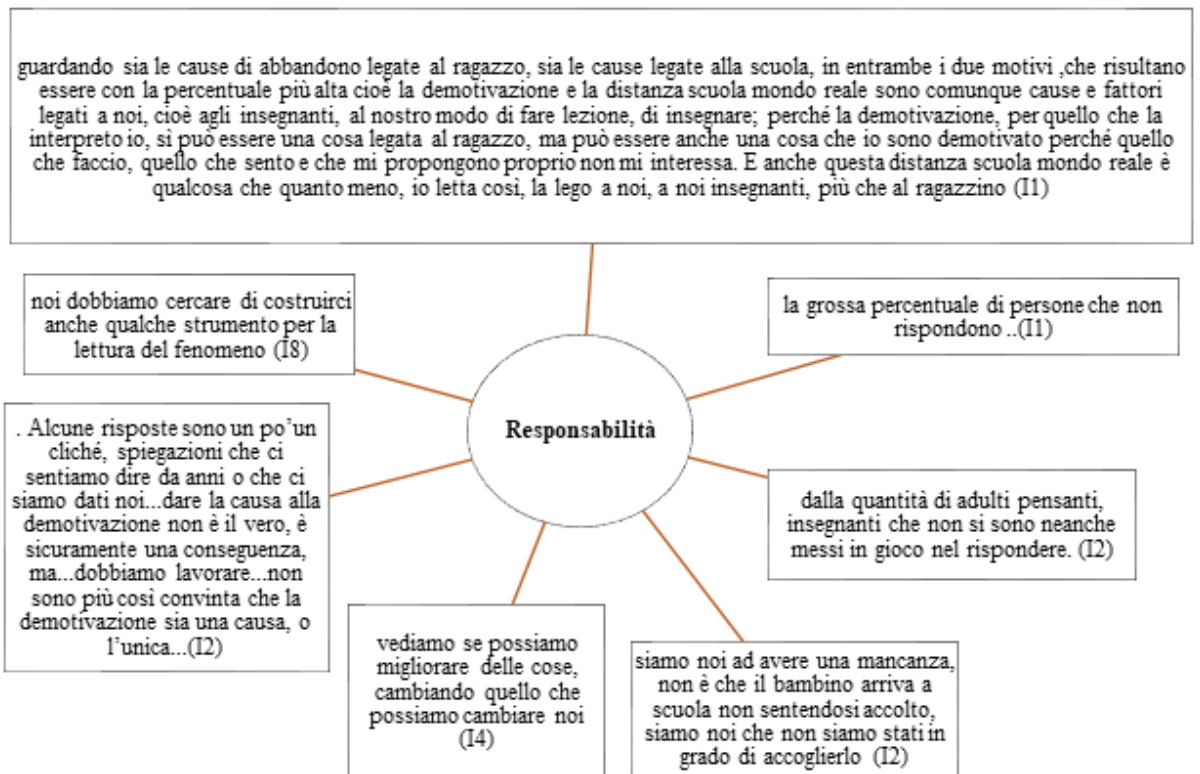 guardando sia le cause di abbandono legate al ragazzo, sia le cause legate alla scuola, in entrambe i due motivi ,che risultano
essere con la percentuale più alta cioè la demotivazione e la distanza scuola mondo reale sono comunque cause e fattori
legati a noi, cioè agli insegnanti, al nostro modo di fare lezione, di insegnare; perché la demotivazione, per quello che la
interpreto io, sì può essere una cosa legata al ragazzo, ma può essere anche una cosa che io sono demotivato perché quello
che faccio, quello che sento e che mi propongono proprio non mi interessa. E anche questa distanza scuola mondo reale è
qualcosa che quanto meno, io letta così, la lego a noi, a noi insegnanti, più che al ragazzino (I1)
noi dobbiamo cercare di costruirci
anche qualche strumento per la
lettura del fenomeno (I8)
la grossa percentuale di persone che non
rispondono ..(I1)
Responsabilità
. Alcune risposte sono un po'un
cliché, spiegazioni che ci
sentiamo dire da anni o che ci
siamo dati noi...dare la causa alla
demotivazione non è il vero, è
sicuramente una conseguenza,
ma...dobbiamo lavorare...non
sono più così convinta che la
demotivazione sia una causa, o
l'unica...(I2)
dalla quantità di adulti pensanti,
insegnanti che non si sono neanche
messi in gioco nel rispondere. (I2)
vediamo se possiamo
migliorare delle cose,
cambiando quello che
possiamo cambiare noi
(I4)
siamo noi ad avere una mancanza,
non è che il bambino arriva a
scuola non sentendosi accolto,
siamo noi che non siamo stati in
grado di accoglierlo (I2)